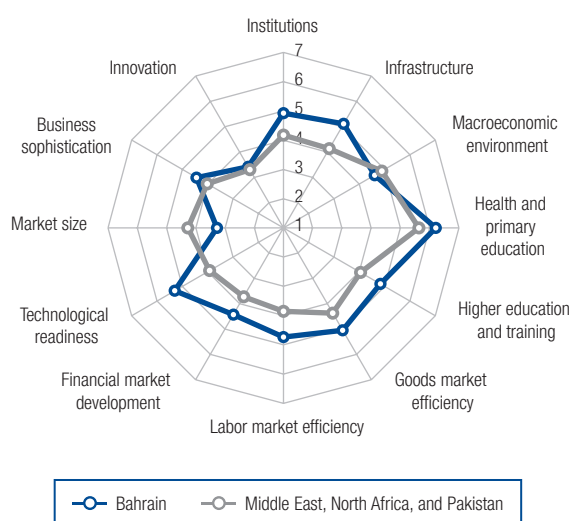 Institutions
7
6
5
4
3
2
1
Infrastructure
Macroeconomic
environment
Health and
primary
education
Higher education
and training
Goods market
efficiency
Labor market efficiency
Financial market
development
Technological
readiness
Market size
Business
sophistication
Innovation
Bahrain
Middle East, North Africa, and Pakistan